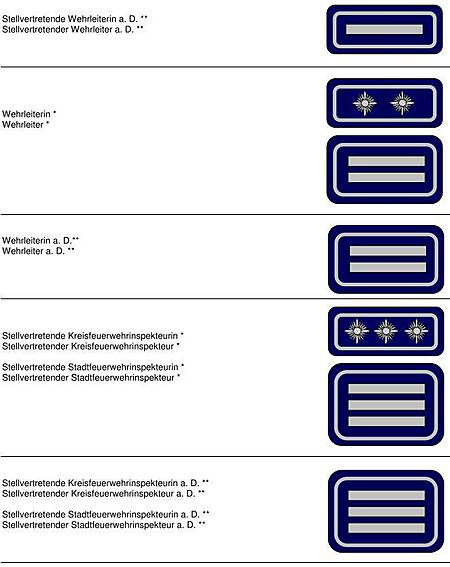 Stellvertretende Wehrleiterin a. D. **
Stellvertretender Wehrleiter a. D. **
Wehrleiterin *
Wehrleiter *
Wehrleiterin a. D.**
Wehrleiter a. D. **
Stellvertretende Kreisfeuerwehrinspekteurin *
Stellvertretender Kreisfeuerwehrinspekteur *
Stellvertretende Stadtfeuerwehrinspekteurin *
Stellvertretender Stadtfeuerwehrinspekteur *
Stellvertretende Kreisfeuerwehrinspekteurin a. D. **
Stellvertretender Kreisfeuerwehrinspekteur a. D. **
Stellvertretende Stadtfeuerwehrinspekteurin a. D. **
Stellvertretender Stadtfeuerwehrinspekteur a. D. **